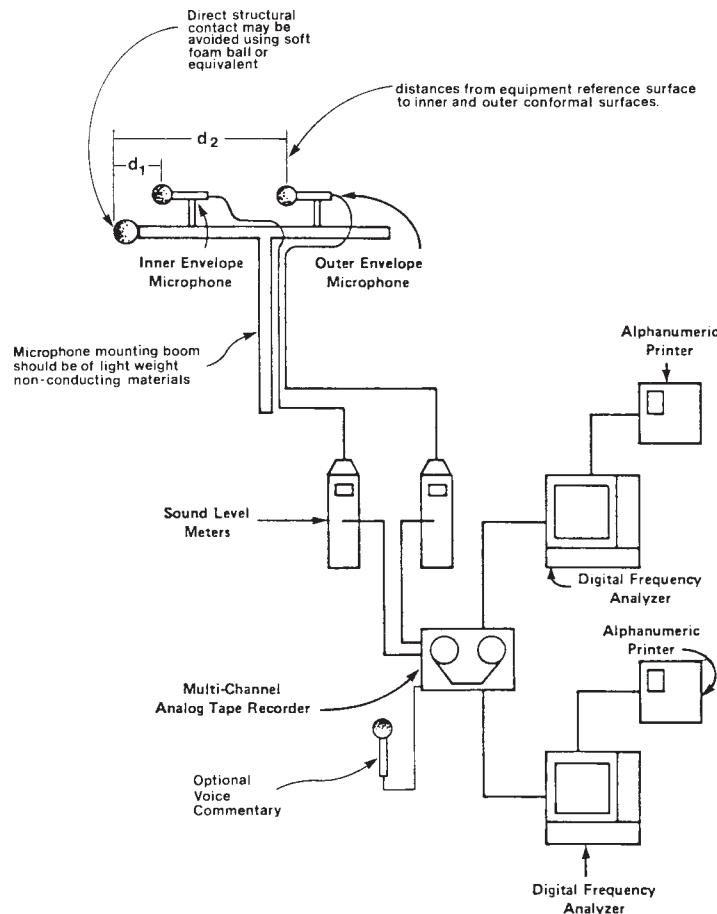 Direct structural
contact may be
avoided using soft
foam ball or
equivalent
distances from equipment reference surface
to inner and outer conformal surfaces.
d2
d1
Inner Envelope
Microphone
Outer Envelope
Microphone
Microphone mounting boom
should be of light weight
non-conducting materials
Alphanumeric
Printer
Sound Level
Meters
Digital Frequency
Analyzer
Alphanumeric
Printer
Multi-Channel
Analog Tape Recorder
Optional
Voice
Commentary
Digital Frequency
Analyzer